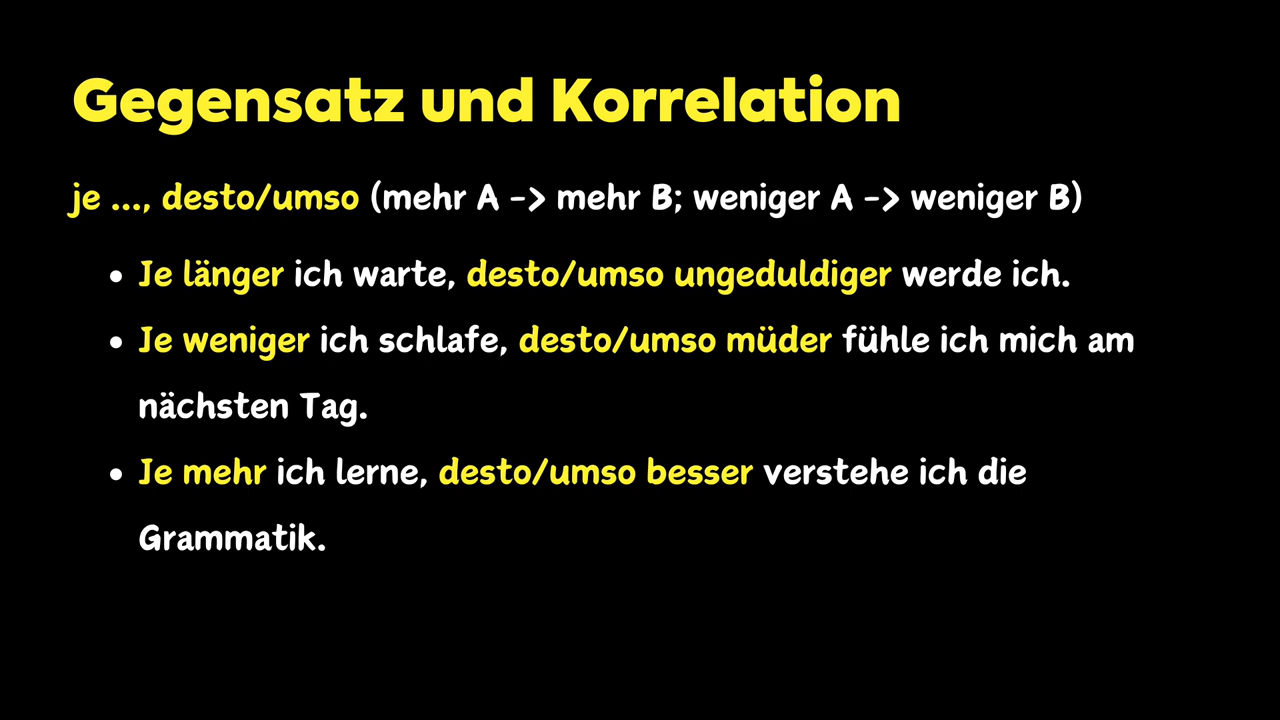 Gegensatz und Korrelation
je ..., desto/umso (mehr A -> mehr B; weniger A -> weniger B)
• Je länger ich warte, desto/umso ungeduldiger werde ich.
• Je weniger ich schlafe, desto/umso müder fühle ich mich am
nächsten Tag.
• Je mehr ich lerne, desto/umso besser verstehe ich die
Grammatik.